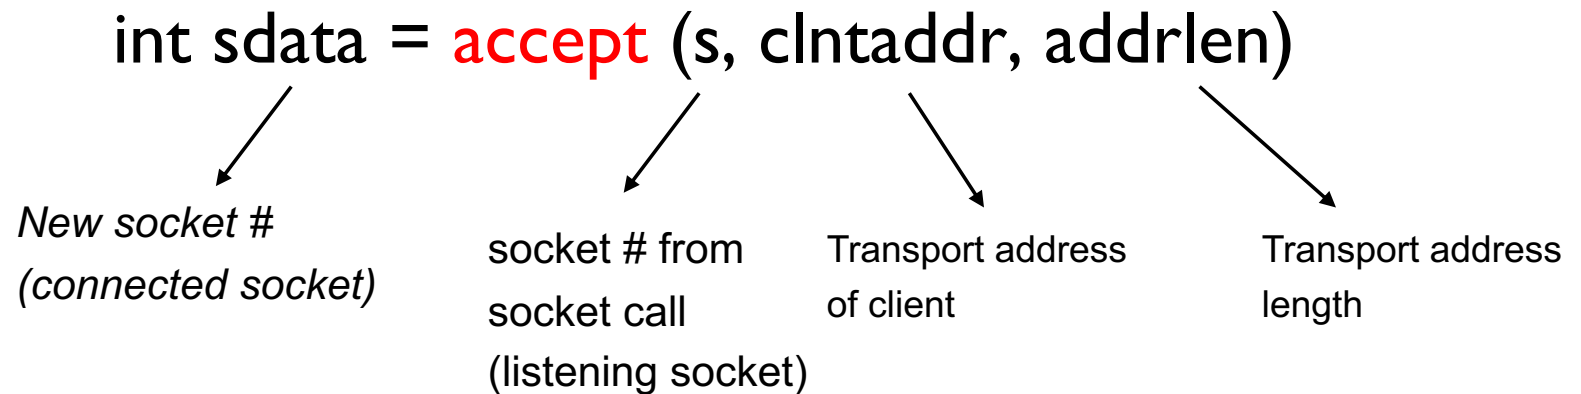 int sdata = accept (s, clntaddr, addrlen)
New socket #
(connected socket)
socket # from
socket call
(listening socket)
Transport address
of client
Transport address
length